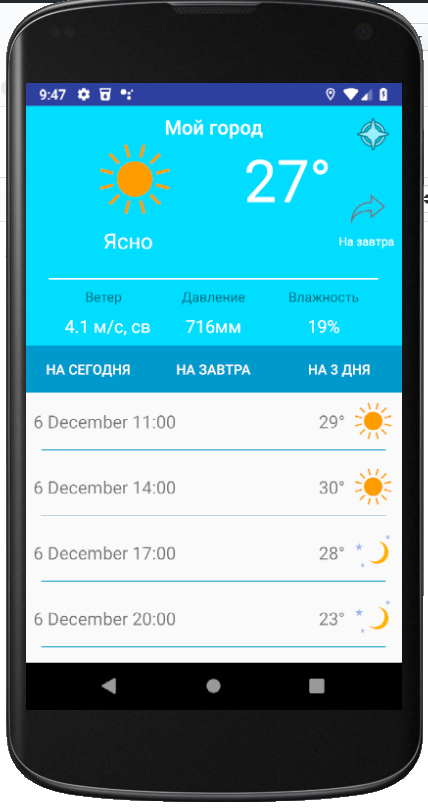 9:47
Мой город
27°
Ясно
На завтра
Ветер Давление Влажность
4.1 м/с, св 716мм 19%
НА СЕГОДНЯ НА ЗАВТРА НА 3 ДНЯ
6 December 11:00 29°
6 December 14:00 30°
6 December 17:00 28°
6 December 20:00 23°